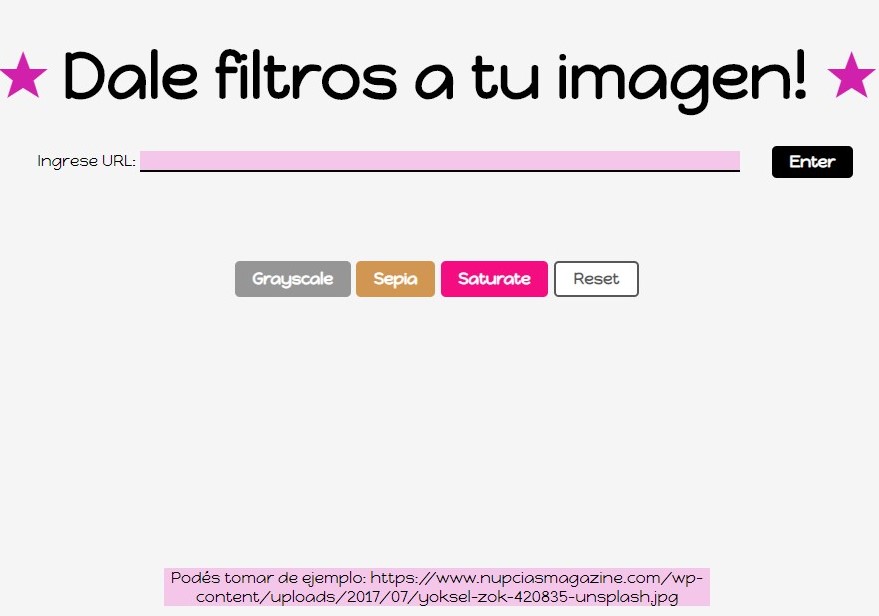 ★ Dale filtros a tu imagen! ★
Ingrese URL:
Enter
Grayscale
Sepia
Saturate
Reset
Podés tomar de ejemplo: https://www.nupciasmagazine.com/wp-
content/uploads/2017/07/yoksel-zok-420835-unsplash.jpg